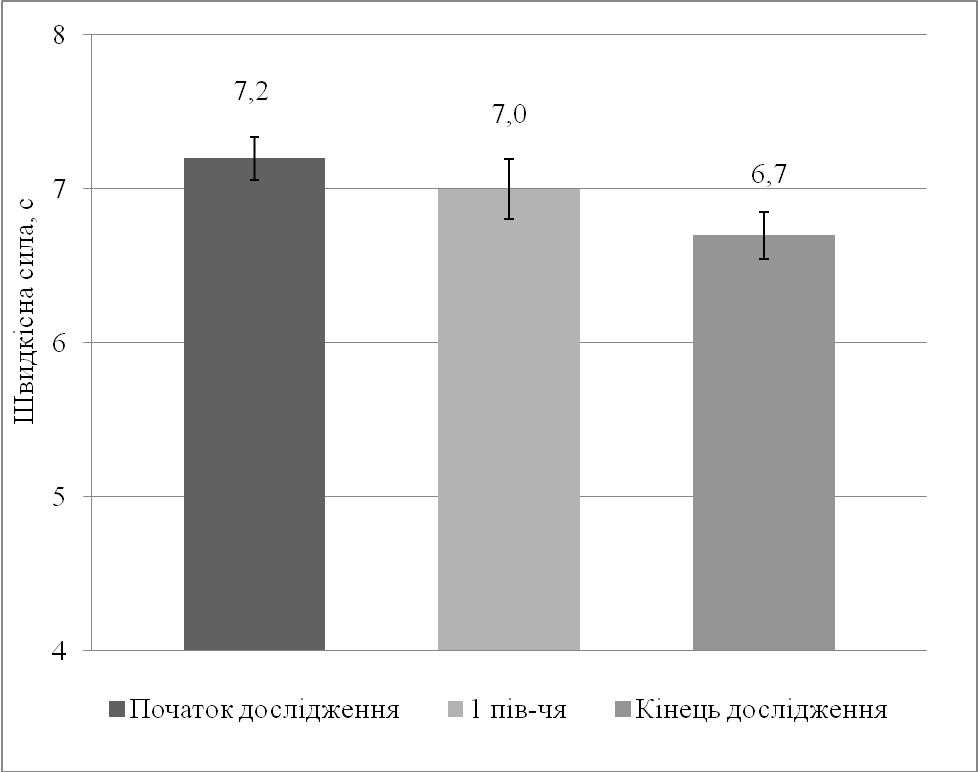 8
7,2
7,0
7
6,7
Швидкісна сила, с
6
5
4
Початок дослідження
1 пів-чя
Кінець дослідження